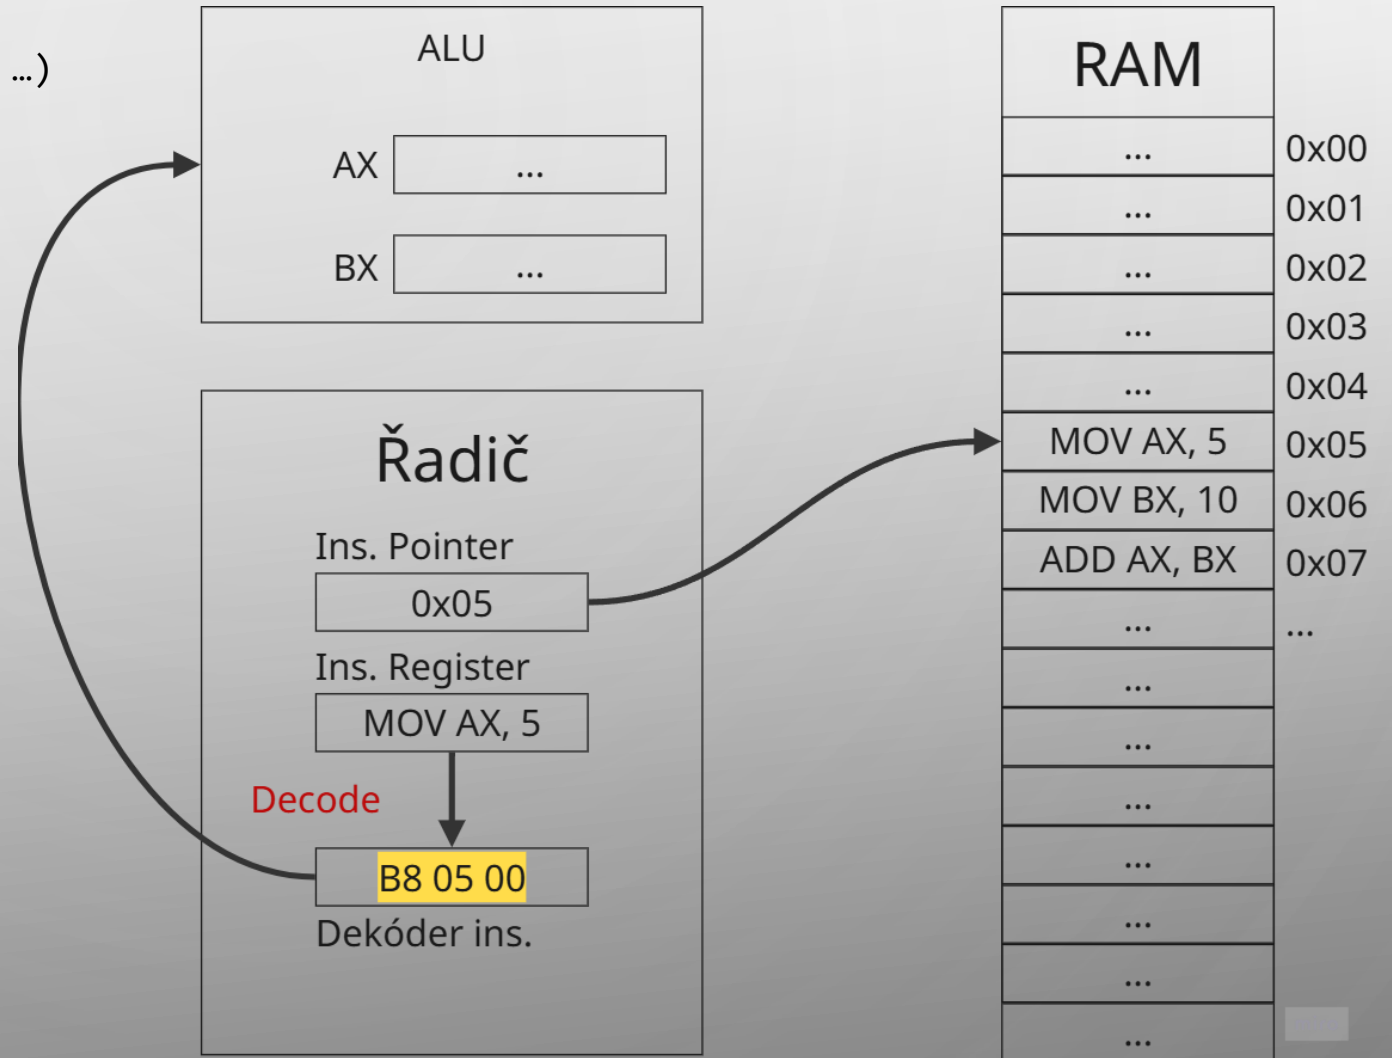 ...)
ALU
AX ...
BX ...
Řadič
Ins. Pointer
0x05
Ins. Register
MOV AX, 5
Decode
B8 05 00
Dekóder ins.
RAM
... 0x00
... 0x01
... 0x02
... 0x03
... 0x04
MOV AX, 5 0x05
MOV BX, 10 0x06
ADD AX, BX 0x07
... ...
...
...
...
...
...
...
...